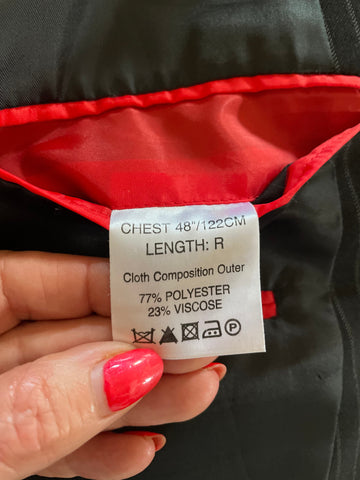 CHEST 48"/122CM
LENGTH: R
Cloth Composition Outer
77% POLYESTER
23% VISCOSE
P